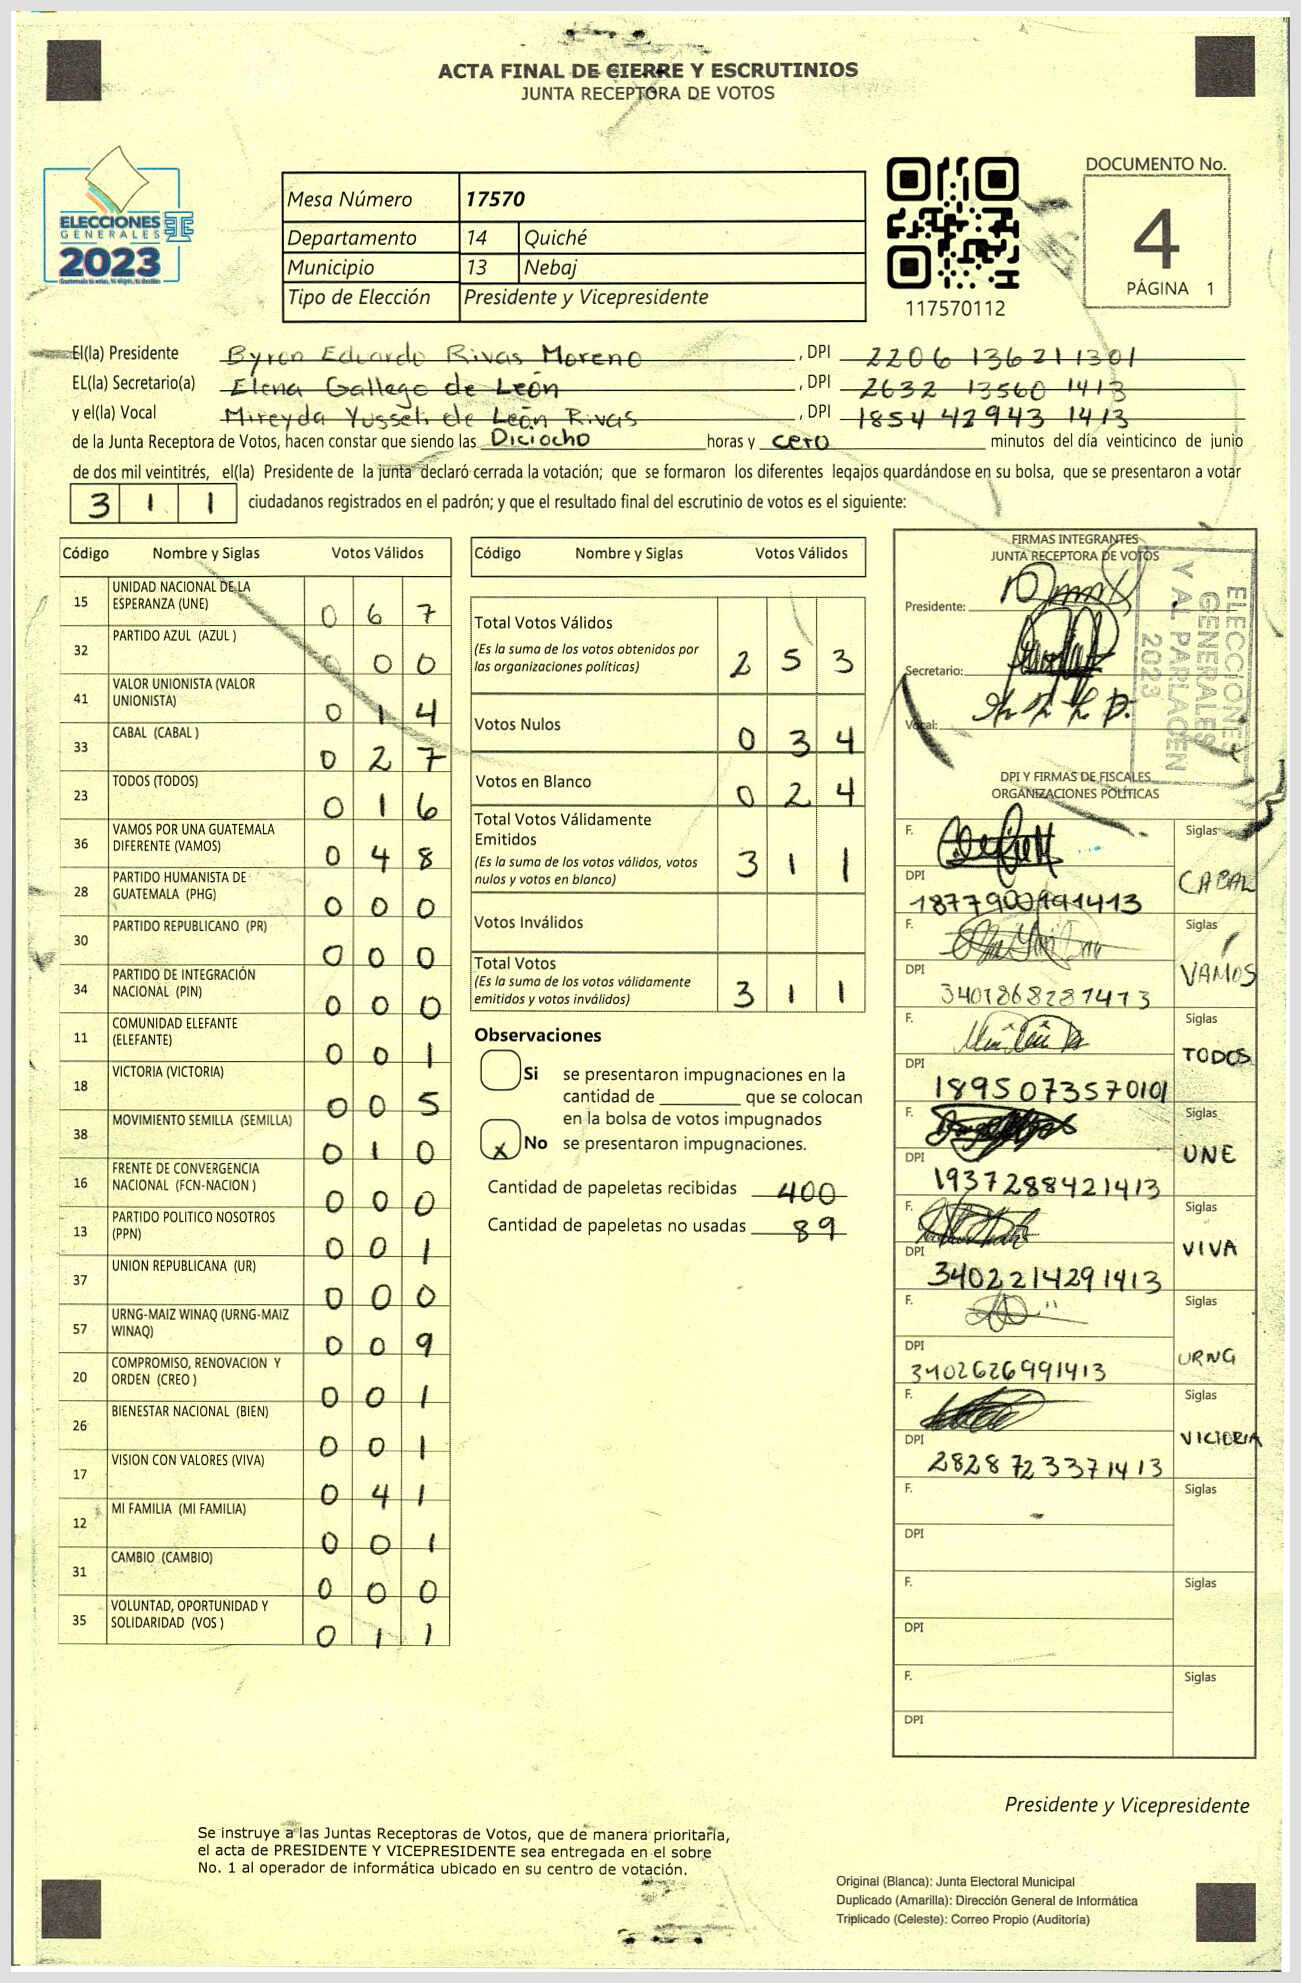 ACTA FINAL DE CIERRE Y ESCRUTINIOS
JUNTA RECEPTORA DE VOTOS
ELECCIONES
GENERALES
2023
Mesa Número 17570
Departamento 14 Quiché
Municipio 13 Nebaj
Tipo de Elección Presidente y Vicepresidente
117570112
DOCUMENTO No.
4
PÁGINA 1
El(la) Presidente Byron Eduardo Rivas Moreno, DPI 2206 13621 1301
EL(la) Secretario(a) Elena Gallego de León, DPI 2632 13560 1413
y el(la) Vocal Mireyda Yusseli de León Rivas, DPI 1854 42943 1413
de la Junta Receptora de Votos, hacen constar que siendo las Diciocho horas y cero minutos del día veinticinco de junio
de dos mil veintitrés, el(la) Presidente de la junta declaró cerrada la votación; que se formaron los diferentes legajos guardándose en su bolsa, que se presentaron a votar
3 1 1 ciudadanos registrados en el padrón; y que el resultado final del escrutinio de votos es el siguiente:
Código Nombre y Siglas Votos Válidos
15 UNIDAD NACIONAL DE LA ESPERANZA (UNE) 0 6 7
32 PARTIDO AZUL (AZUL ) 0 0 0
41 VALOR UNIONISTA (VALOR UNIONISTA) 0 1 4
33 CABAL (CABAL ) 0 2 7
23 TODOS (TODOS) 0 1 6
36 VAMOS POR UNA GUATEMALA DIFERENTE (VAMOS) 0 4 8
28 PARTIDO HUMANISTA DE GUATEMALA (PHG) 0 0 0
30 PARTIDO REPUBLICANO (PR) 0 0 0
34 PARTIDO DE INTEGRACIÓN NACIONAL (PIN) 0 0 0
11 COMUNIDAD ELEFANTE (ELEFANTE) 0 0 1
18 VICTORIA (VICTORIA) 0 0 5
38 MOVIMIENTO SEMILLA (SEMILLA) 0 1 0
16 FRENTE DE CONVERGENCIA NACIONAL (FCN-NACION ) 0 0 0
13 PARTIDO POLITICO NOSOTROS (PPN) 0 0 1
37 UNION REPUBLICANA (UR) 0 0 0
57 URNG-MAIZ WINAQ (URNG-MAIZ WINAQ) 0 0 9
20 COMPROMISO, RENOVACION Y ORDEN (CREO ) 0 0 1
26 BIENESTAR NACIONAL (BIEN) 0 0 1
17 VISION CON VALORES (VIVA) 0 4 1
12 MI FAMILIA (MI FAMILIA) 0 0 1
31 CAMBIO (CAMBIO) 0 0 0
35 VOLUNTAD, OPORTUNIDAD Y SOLIDARIDAD (VOS ) 0 1 1
Código Nombre y Siglas Votos Válidos
Total Votos Válidos
(Es la suma de los votos obtenidos por
las organizaciones políticas) 2 5 3
Votos Nulos 0 3 4
Votos en Blanco 0 2 4
Total Votos Válidamente
Emitidos
(Es la suma de los votos válidos, votos
nulos y votos en blanco) 3 1 1
Votos Inválidos
Total Votos
(Es la suma de los votos válidamente
emitidos y votos inválidos) 3 1 1
Observaciones
Si se presentaron impugnaciones en la
cantidad de ________ que se colocan
en la bolsa de votos impugnados
x No se presentaron impugnaciones.
Cantidad de papeletas recibidas 400
Cantidad de papeletas no usadas 89
FIRMAS INTEGRANTES
JUNTA RECEPTORA DE VOTOS
Presidente:
Secretario:
Vocal:
ELECCIONES
GENERALES
Y AL PARLACEN
2023
DPI Y FIRMAS DE FISCALES
ORGANIZACIONES POLÍTICAS
F. Siglas
DPI CABAL
F. Siglas
DPI 3401868281413 VAMOS
F. Siglas
DPI 1895073570101 TODOS
F. Siglas
DPI 1937288421413 UNE
F. Siglas
DPI 3402214291413 VIVA
F. Siglas
DPI 3402626991413 URNG
F. Siglas
DPI 2828723371413 VICTORIA
F. Siglas
DPI
F. Siglas
DPI
F. Siglas
DPI
Presidente y Vicepresidente
Se instruye a las Juntas Receptoras de Votos, que de manera prioritaria,
el acta de PRESIDENTE Y VICEPRESIDENTE sea entregada en el sobre
No. 1 al operador de informática ubicado en su centro de votación.
Original (Blanca): Junta Electoral Municipal
Duplicado (Amarilla): Dirección General de Informática
Triplicado (Celeste): Correo Propio (Auditoría)